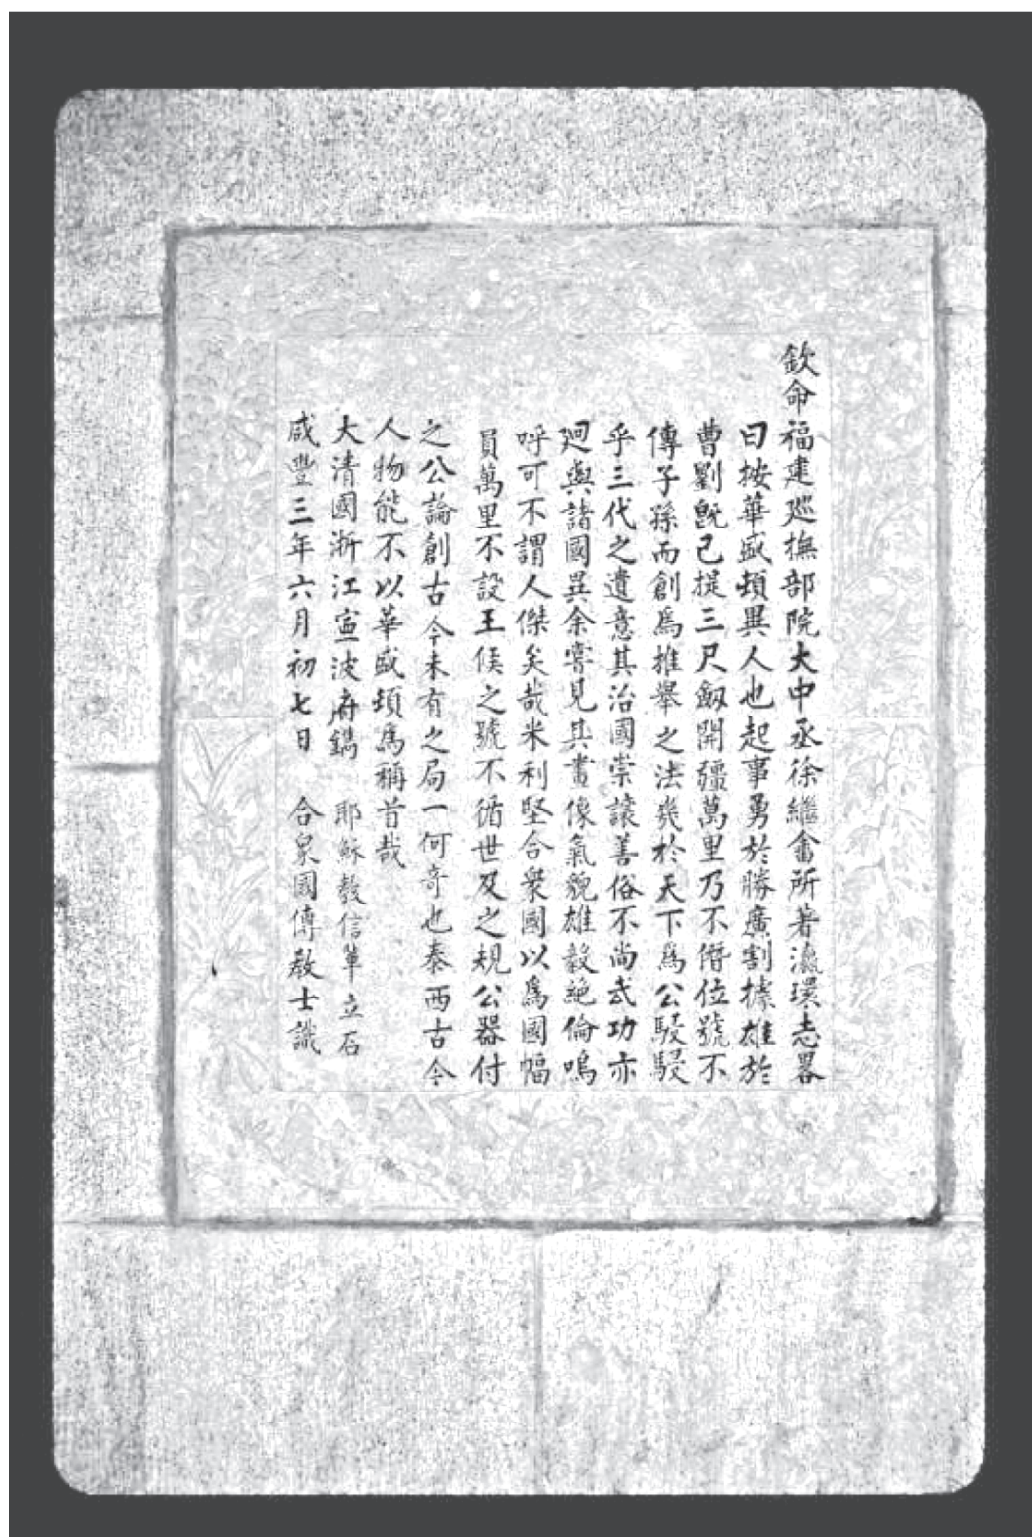 欽命福建廵撫部院大中丞徐繼畬所著瀛環志畧
曰按華盛頓異人也起事勇於勝廣割據雄於
曹劉旣已提三尺劔開疆萬里乃不僭位號不
傳子孫而創爲推舉之法幾於天下爲公駸駸
乎三代之遺意其治國崇讓善俗不尚武功亦
迥與諸國異余嘗見其畫像氣貌雄毅絕倫嗚
呼可不謂人傑矣哉米利堅合衆國以爲國幅
員萬里不設王侯之號不循世及之規公器付
之公論創古今未有之局一何奇也泰西古今
人物能不以華盛頓爲稱首哉
大清國浙江寧波府鐫 耶穌教信輩立石
咸豐三年六月初七日 合衆國傳教士識